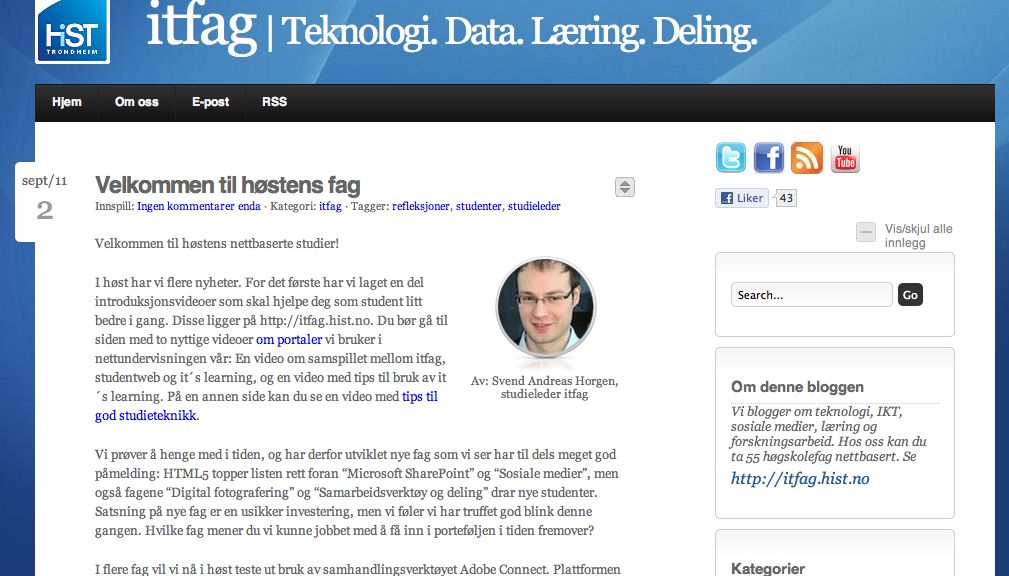 HiST
TRONDHEIM
itfag | Teknologi. Data. Læring. Deling.
Hjem Om oss E-post RSS
sept/11
2
Velkommen til høstens fag
Innspill: Ingen kommentarer enda · Kategori: itfag · Tagger: refleksjoner, studenter, studieleder
Velkommen til høstens nettbaserte studier!
I høst har vi flere nyheter. For det første har vi laget en del
introduksjonsvideoer som skal hjelpe deg som student litt
bedre i gang. Disse ligger på http://itfag.hist.no. Du bør gå til
siden med to nyttige videoer om portaler vi bruker i
nettundervisningen vår: En video om samspillet mellom itfag,
studentweb og it´s learning, og en video med tips til bruk av it
´s learning. På en annen side kan du se en video med tips til
god studieteknikk.
Av: Svend Andreas Horgen,
studieleder itfag
Vi prøver å henge med i tiden, og har derfor utviklet nye fag som vi ser har til dels meget god
påmelding: HTML5 topper listen rett foran “Microsoft SharePoint” og “Sosiale medier”, men
også fagene “Digital fotografering” og “Samarbeidsverktøy og deling” drar nye studenter.
Satsning på nye fag er en usikker investering, men vi føler vi har truffet god blink denne
gangen. Hvilke fag mener du vi kunne jobbet med å få inn i porteføljen i tiden fremover?
I flere fag vil vi nå i høst teste ut bruk av samhandlingsverktøyet Adobe Connect. Plattformen
You
Tube
Liker 43
Vis/skjul alle
innlegg
Search... Go
Om denne bloggen
Vi blogger om teknologi, IKT,
sosiale medier, læring og
forskningsarbeid. Hos oss kan du
ta 55 høgskolefag nettbasert. Se
http://itfag.hist.no
Kategorier